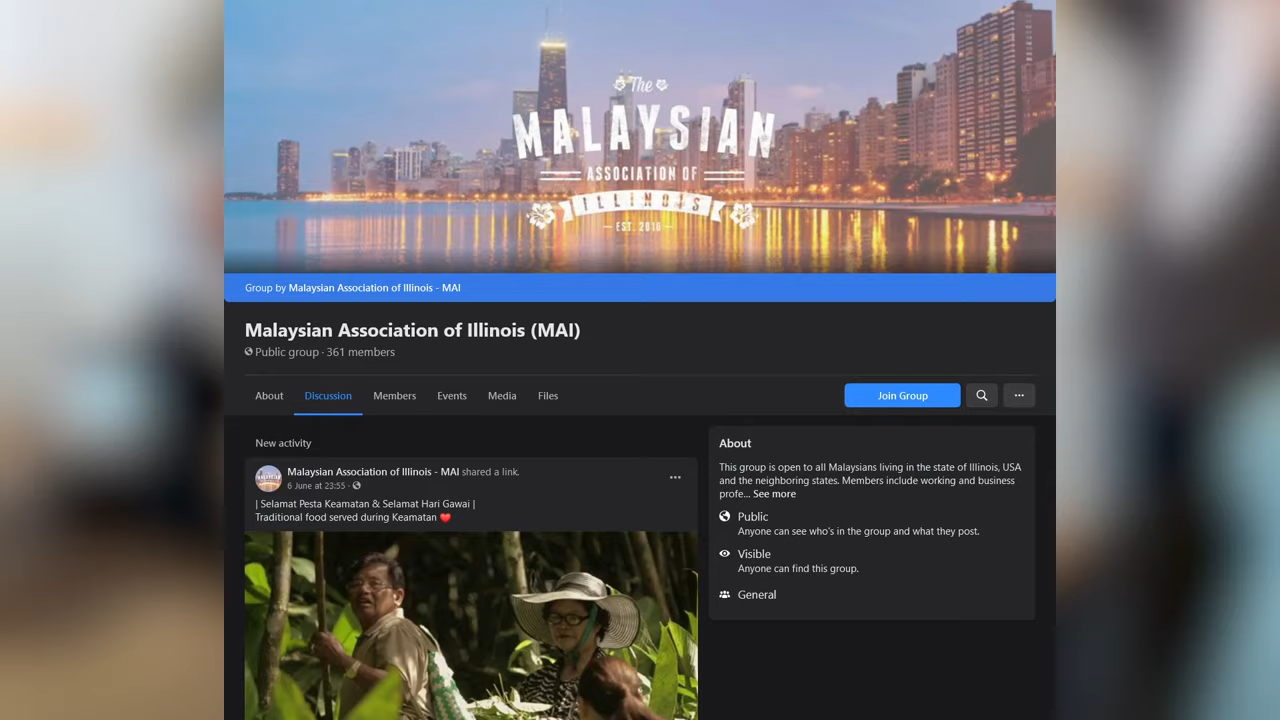 The
MALAYSIAN
ASSOCIATION OF
ILLINOIS
EST. 2010
Group by Malaysian Association of Illinois - MAI
Malaysian Association of Illinois (MAI)
Public group · 361 members
About Discussion Members Events Media Files
Join Group
New activity
Malaysian Association of Illinois - MAI shared a link.
6 June at 23:55 ·
| Selamat Pesta Keamatan & Selamat Hari Gawai |
Traditional food served during Keamatan ❤️
About
This group is open to all Malaysians living in the state of Illinois, USA
and the neighboring states. Members include working and business
profe... See more
Public
Anyone can see who's in the group and what they post.
Visible
Anyone can find this group.
General